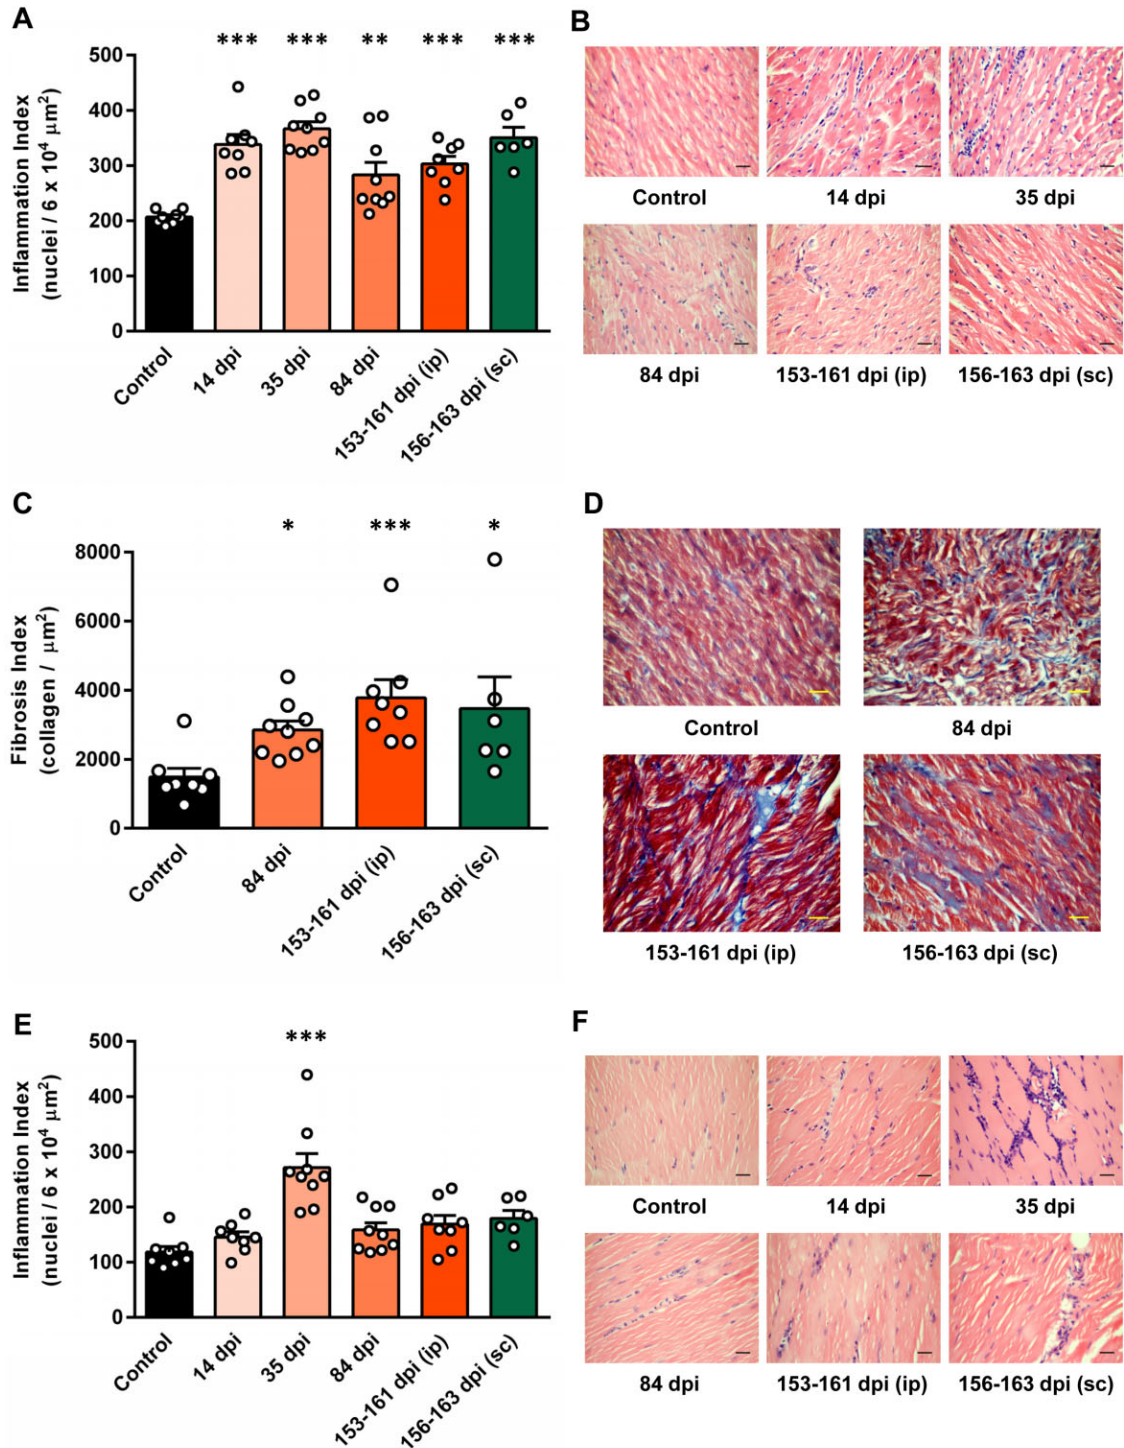 A
*** *** ** *** ***
Inflammation Index
(nuclei / 6 x 10⁴ μm²)
500
400
300
200
100
0
Control
14 dpi
35 dpi
84 dpi
153-161 dpi (ip)
156-163 dpi (sc)
B
Control 14 dpi 35 dpi
84 dpi 153-161 dpi (ip) 156-163 dpi (sc)
C
* *** *
Fibrosis Index
(collagen / μm²)
8000
6000
4000
2000
0
Control
84 dpi
153-161 dpi (ip)
156-163 dpi (sc)
D
Control 84 dpi
153-161 dpi (ip) 156-163 dpi (sc)
E
***
Inflammation Index
(nuclei / 6 x 10⁴ μm²)
500
400
300
200
100
0
Control
14 dpi
35 dpi
84 dpi
153-161 dpi (ip)
156-163 dpi (sc)
F
Control 14 dpi 35 dpi
84 dpi 153-161 dpi (ip) 156-163 dpi (sc)